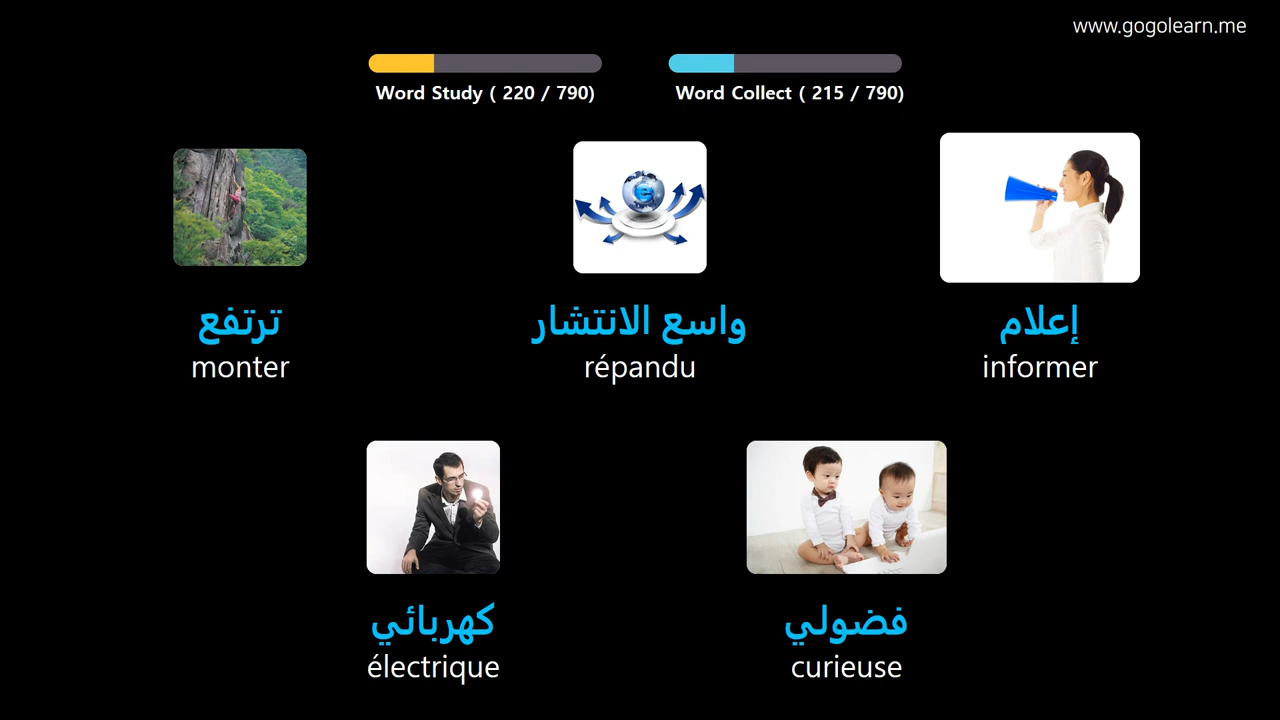 www.gogolearn.me
Word Study ( 220 / 790)
Word Collect ( 215 / 790)
ترتفع
monter
واسع الانتشار
répandu
إعلام
informer
كهربائي
électrique
فضولي
curieuse